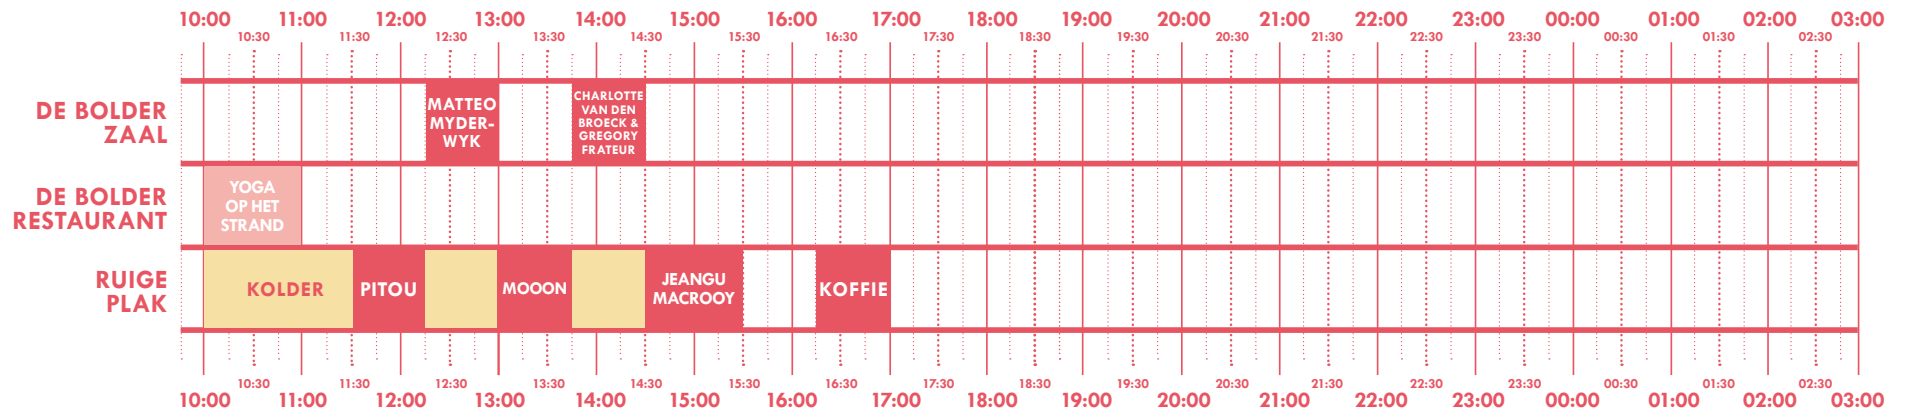 10:00 11:00 12:00 13:00 14:00 15:00 16:00 17:00 18:00 19:00 20:00 21:00 22:00 23:00 00:00 01:00 02:00 03:00
10:30 11:30 12:30 13:30 14:30 15:30 16:30 17:30 18:30 19:30 20:30 21:30 22:30 23:30 00:30 01:30 02:30
DE BOLDER
ZAAL
MATTEO
MYDER-
WYK
CHARLOTTE
VAN DEN
BROECK &
GREGORY
FRATEUR
DE BOLDER
RESTAURANT
YOGA
OP HET
STRAND
RUIGE
PLAK
KOLDER
PITOU
MOOON
JEANGU
MACROOY
KOFFIE
10:30 11:30 12:30 13:30 14:30 15:30 16:30 17:30 18:30 19:30 20:30 21:30 22:30 23:30 00:30 01:30 02:30
10:00 11:00 12:00 13:00 14:00 15:00 16:00 17:00 18:00 19:00 20:00 21:00 22:00 23:00 00:00 01:00 02:00 03:00